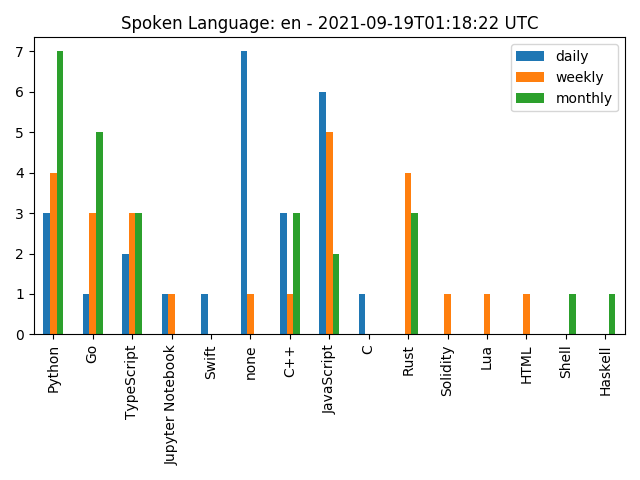 Spoken Language: en - 2021-09-19T01:18:22 UTC
daily
weekly
monthly
7
6
5
4
3
2
1
0
Python
Go
TypeScript
Jupyter Notebook
Swift
none
C++
JavaScript
C
Rust
Solidity
Lua
HTML
Shell
Haskell